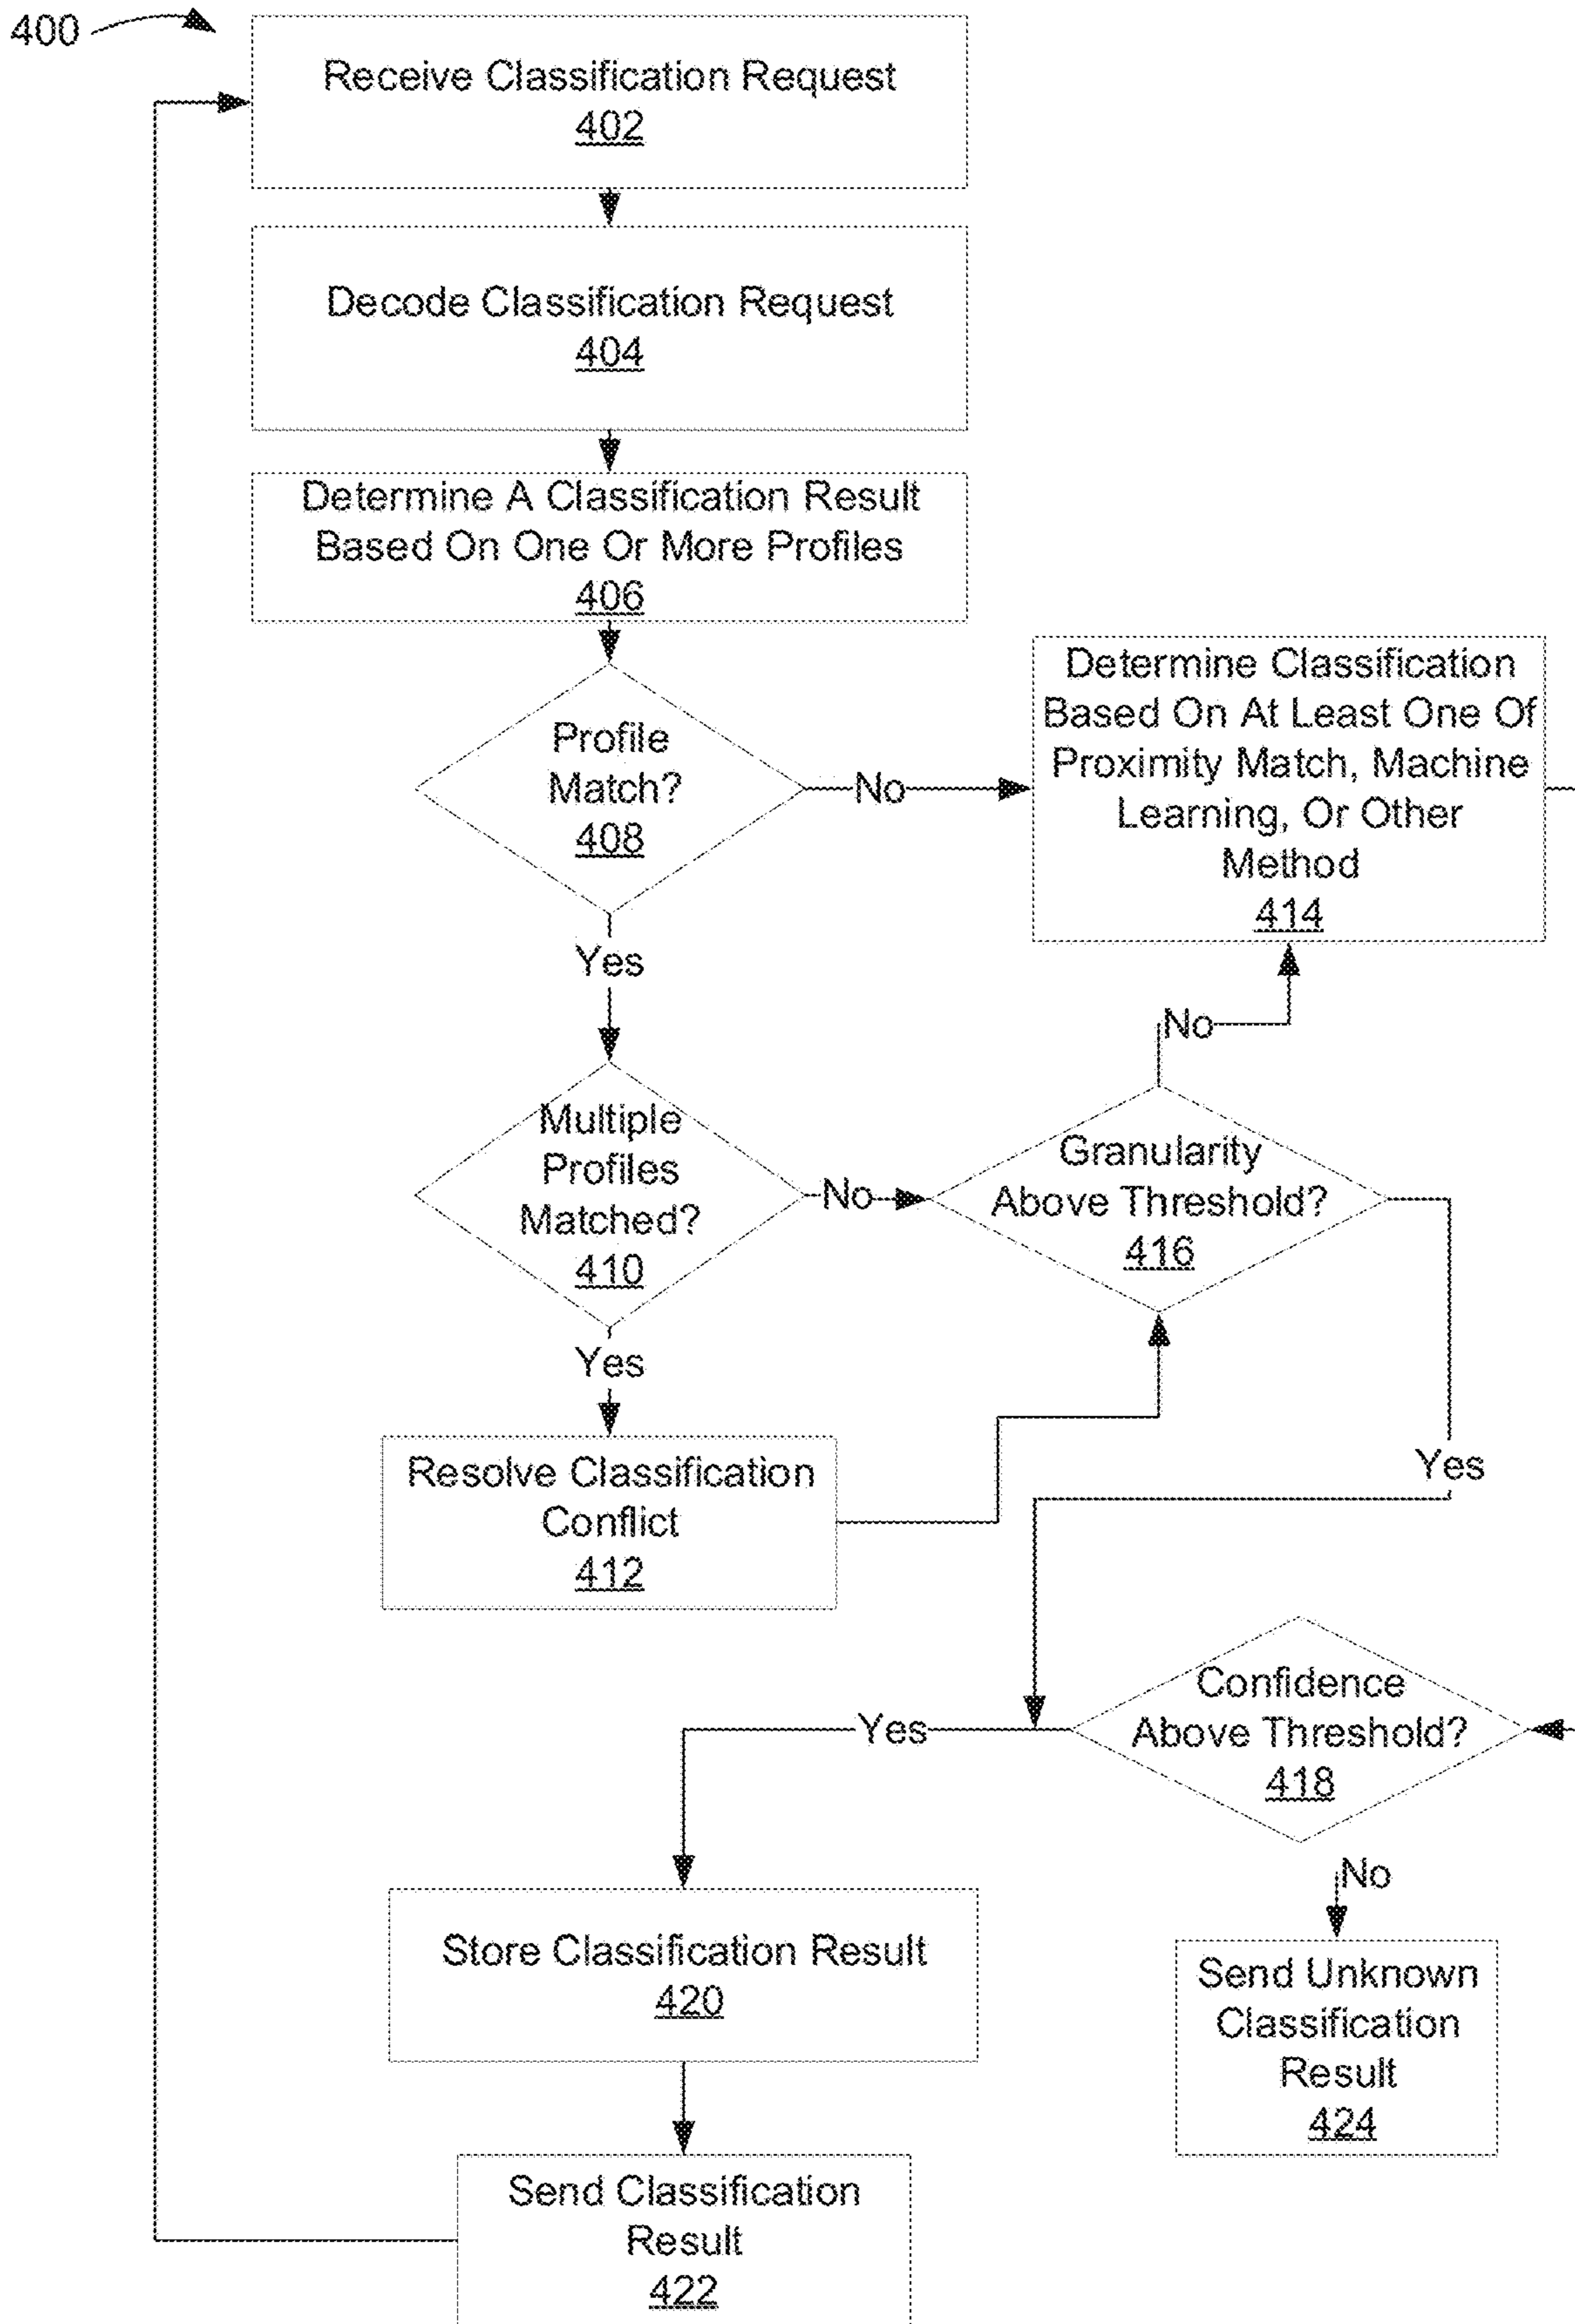 400
Receive Classification Request
402
Decode Classification Request
404
Determine A Classification Result
Based On One Or More Profiles
406
Profile
Match?
408
No
Determine Classification
Based On At Least One Of
Proximity Match, Machine
Learning, Or Other
Method
414
Yes
No
Multiple
Profiles
Matched?
410
No
Granularity
Above Threshold?
416
Yes
Resolve Classification
Conflict
412
Yes
Confidence
Above Threshold?
418
Yes
No
Store Classification Result
420
Send Unknown
Classification
Result
424
Send Classification
Result
422